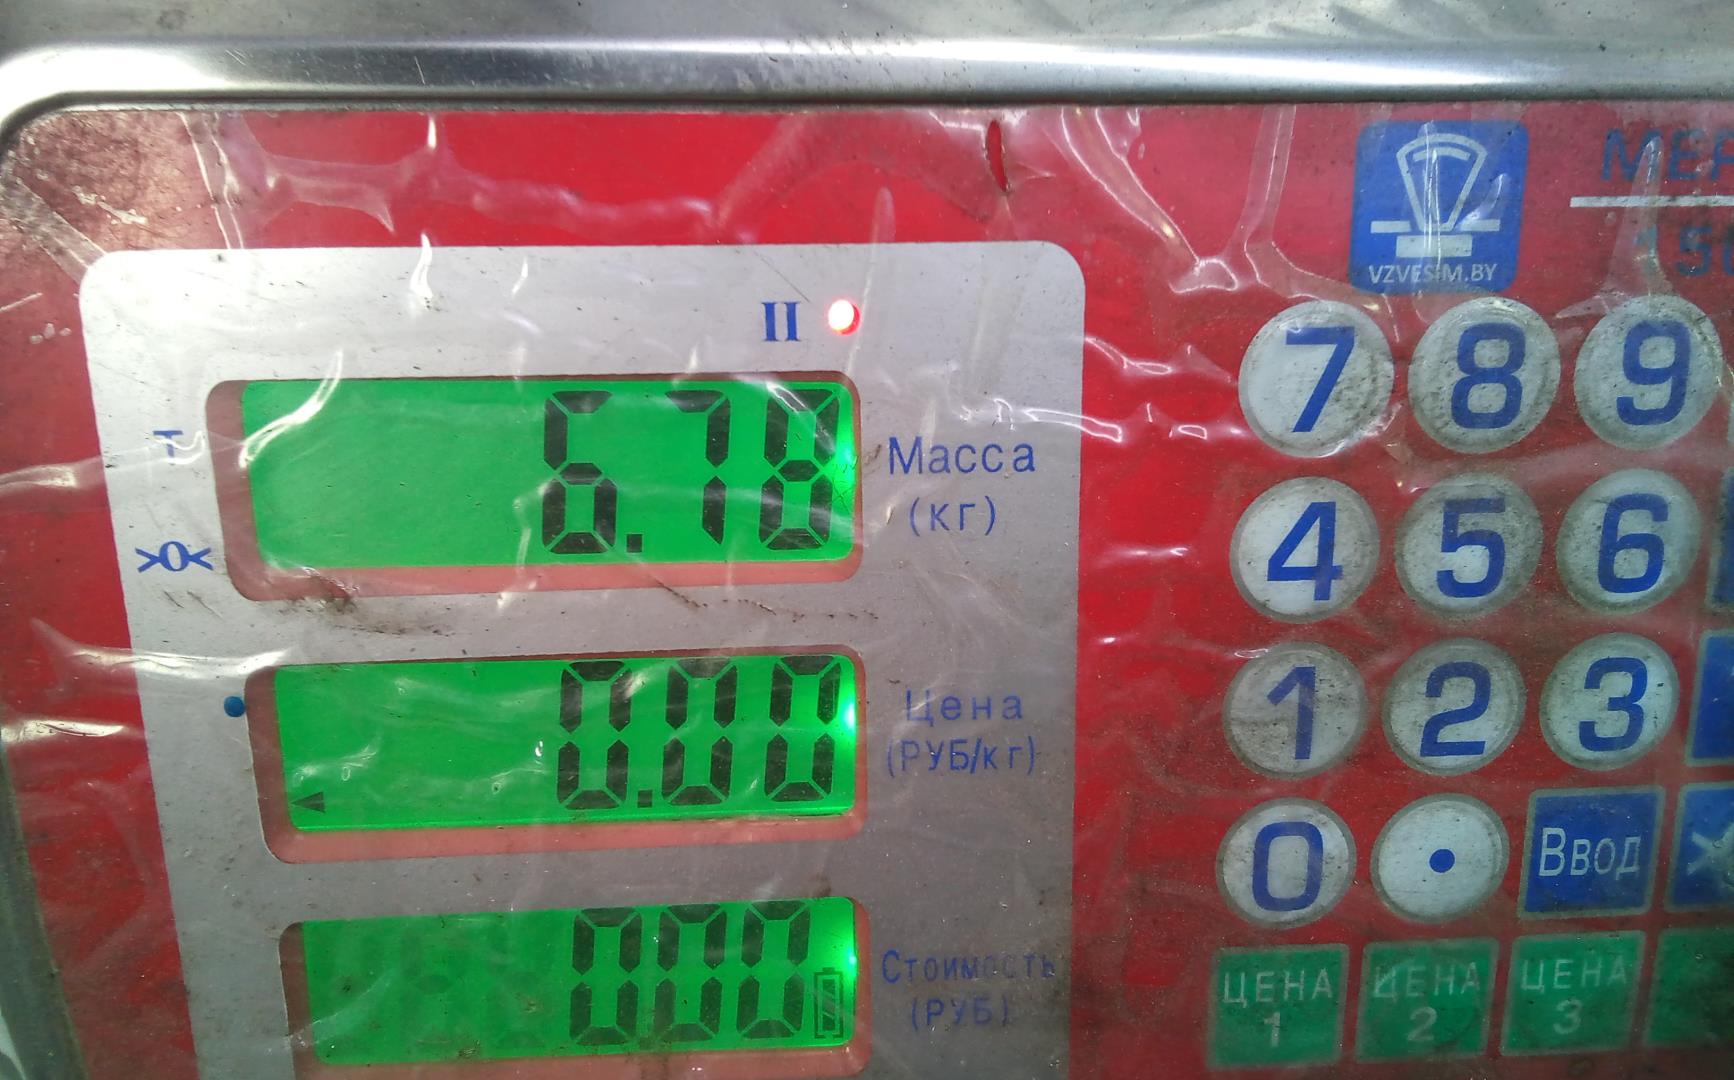 VZVESIM.BY
II
T
6.78
Масса
(кг)
>0<
0.00
Цена
(РУБ/кг)
000
Стоимость
(РУБ)
7 8 9
4 5 6
1 2 3
0 • Ввод
ЦЕНА 1
ЦЕНА 2
ЦЕНА 3